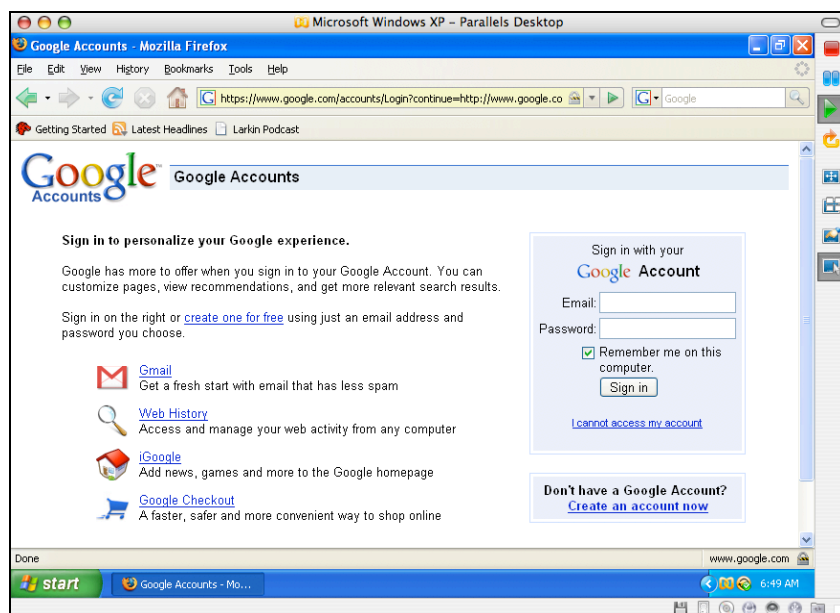 Microsoft Windows XP – Parallels Desktop
Google Accounts - Mozilla Firefox
File Edit View History Bookmarks Tools Help
G https://www.google.com/accounts/Login?continue=http://www.google.co G Google
Getting Started Latest Headlines Larkin Podcast
Google™ Accounts
Google Accounts
Sign in to personalize your Google experience.
Google has more to offer when you sign in to your Google Account. You can
customize pages, view recommendations, and get more relevant search results.
Sign in on the right or create one for free using just an email address and
password you choose.
Gmail
Get a fresh start with email that has less spam
Web History
Access and manage your web activity from any computer
iGoogle
Add news, games and more to the Google homepage
Google Checkout
A faster, safer and more convenient way to shop online
Sign in with your
Google Account
Email:
Password:
Remember me on this
computer.
Sign in
I cannot access my account
Don't have a Google Account?
Create an account now
Done www.google.com
start Google Accounts - Mo... 6:49 AM